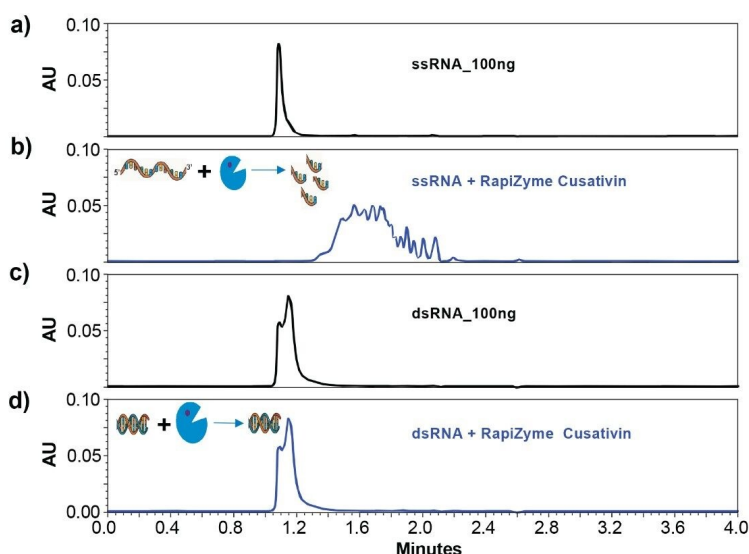 a)
0.10
AU
0.05
ssRNA_100ng
b)
0.10
AU
0.05
5'
3'
+
ssRNA + RapiZyme Cusativin
c)
0.10
AU
0.05
dsRNA_100ng
d)
0.10
AU
0.05
0.00
+
dsRNA + RapiZyme Cusativin
0.0 0.4 0.8 1.2 1.6 2.0 2.4 2.8 3.2 3.6 4.0
Minutes